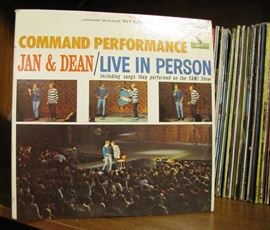 COMMAND PERFORMANCE
JAN & DEAN/LIVE IN PERSON
Including songs they performed on the TAMI Show